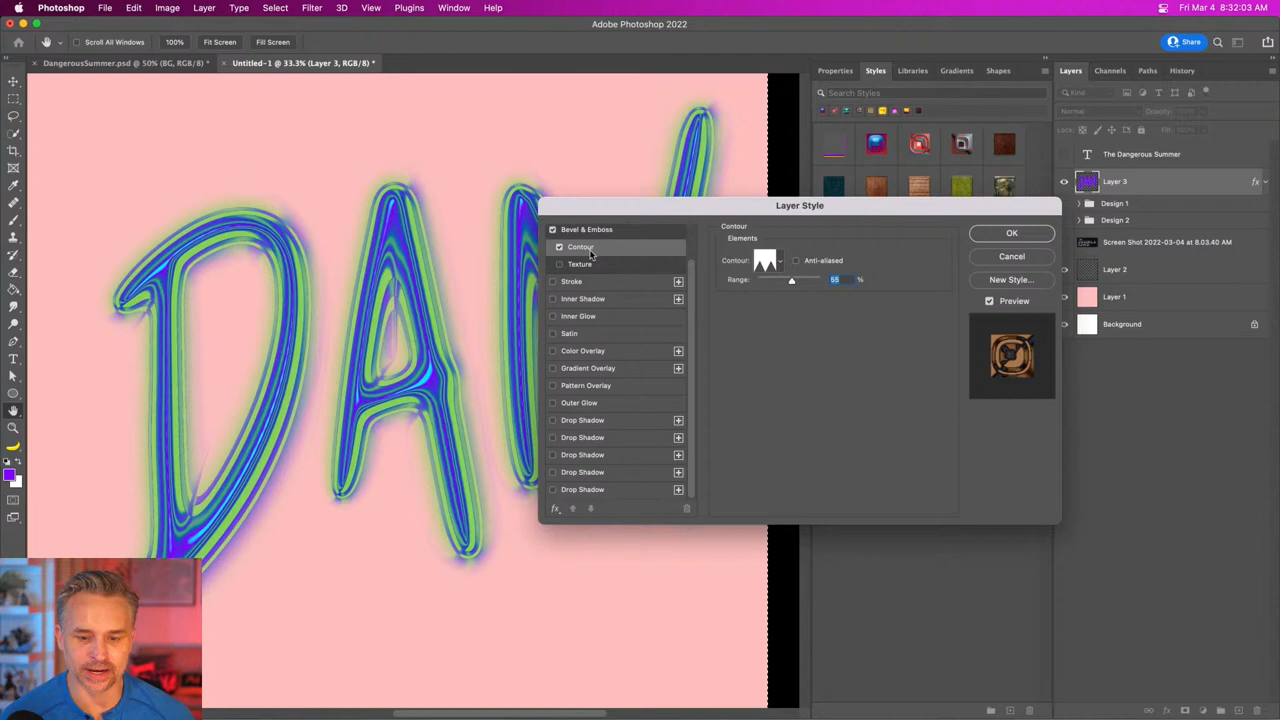 Photoshop File Edit Image Layer Type Select Filter 3D View Plugins Window Help Fri Mar 4 8:32:03 AM
Adobe Photoshop 2022
Scroll All Windows 100% Fit Screen Fill Screen Share
DangerousSummer.psd @ 50% (BG, RGB/8) * Untitled-1 @ 33.3% (Layer 3, RGB/8) *
Properties Styles Libraries Gradients Shapes
Layers Channels Paths History
Search Styles
Kind
Normal Opacity:
Lock: Fill: 100%
The Dangerous Summer
Layer 3 fx
Design 1
Design 2
Screen Shot 2022-03-04 at 8.03.40 AM
Layer 2
Layer 1
Background
DAN
Layer Style
Bevel & Emboss
Contour
Texture
Stroke
Inner Shadow
Inner Glow
Satin
Color Overlay
Gradient Overlay
Pattern Overlay
Outer Glow
Drop Shadow
Drop Shadow
Drop Shadow
Drop Shadow
Drop Shadow
fx
Contour
Elements
Contour: Anti-aliased
Range: 55 %
OK
Cancel
New Style...
Preview
fx